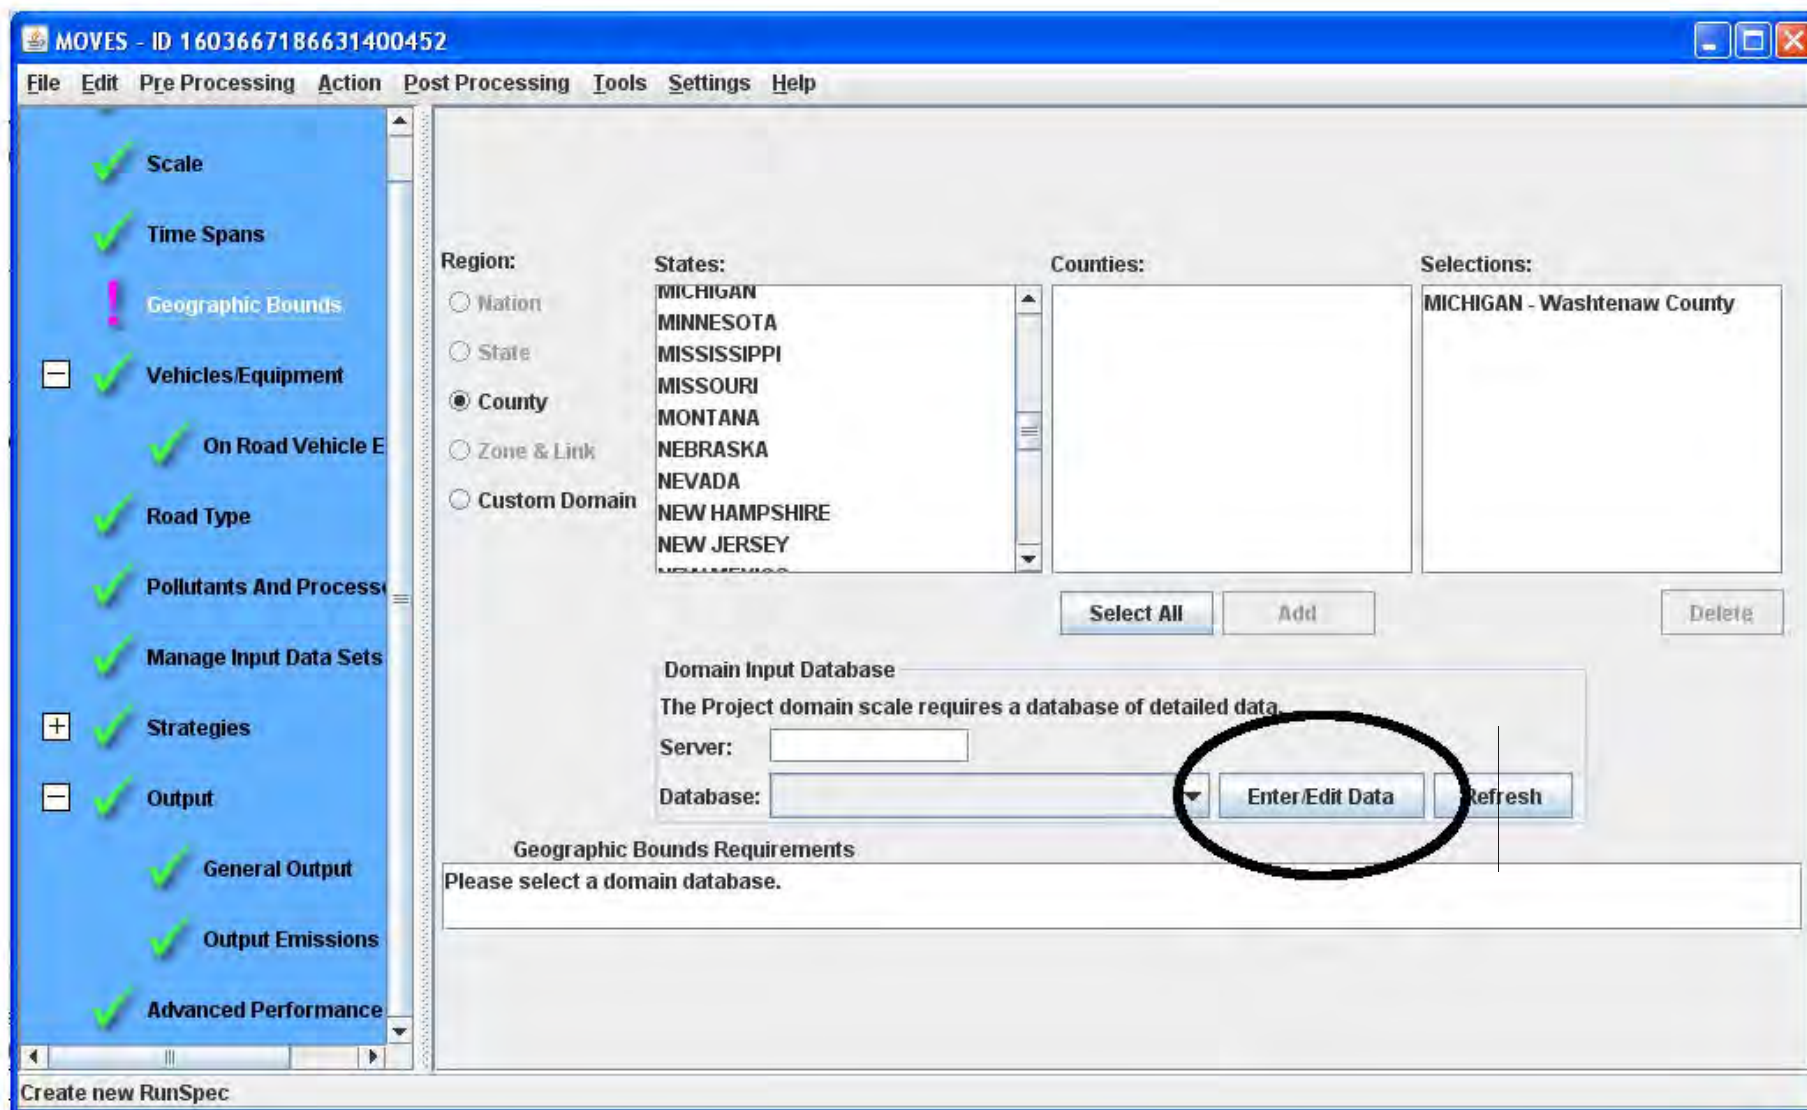 MOVES - ID 1603667186631400452
File Edit Pre Processing Action Post Processing Tools Settings Help
Scale
Time Spans
Geographic Bounds
Vehicles/Equipment
On Road Vehicle E
Road Type
Pollutants And Process
Manage Input Data Sets
Strategies
Output
General Output
Output Emissions
Advanced Performance
Region:
Nation
State
County
Zone & Link
Custom Domain
States:
MICHIGAN
MINNESOTA
MISSISSIPPI
MISSOURI
MONTANA
NEBRASKA
NEVADA
NEW HAMPSHIRE
NEW JERSEY
NEW MEXICO
Counties:
Selections:
MICHIGAN - Washtenaw County
Select All
Add
Delete
Domain Input Database
The Project domain scale requires a database of detailed data.
Server:
Database:
Enter/Edit Data
Refresh
Geographic Bounds Requirements
Please select a domain database.
Create new RunSpec